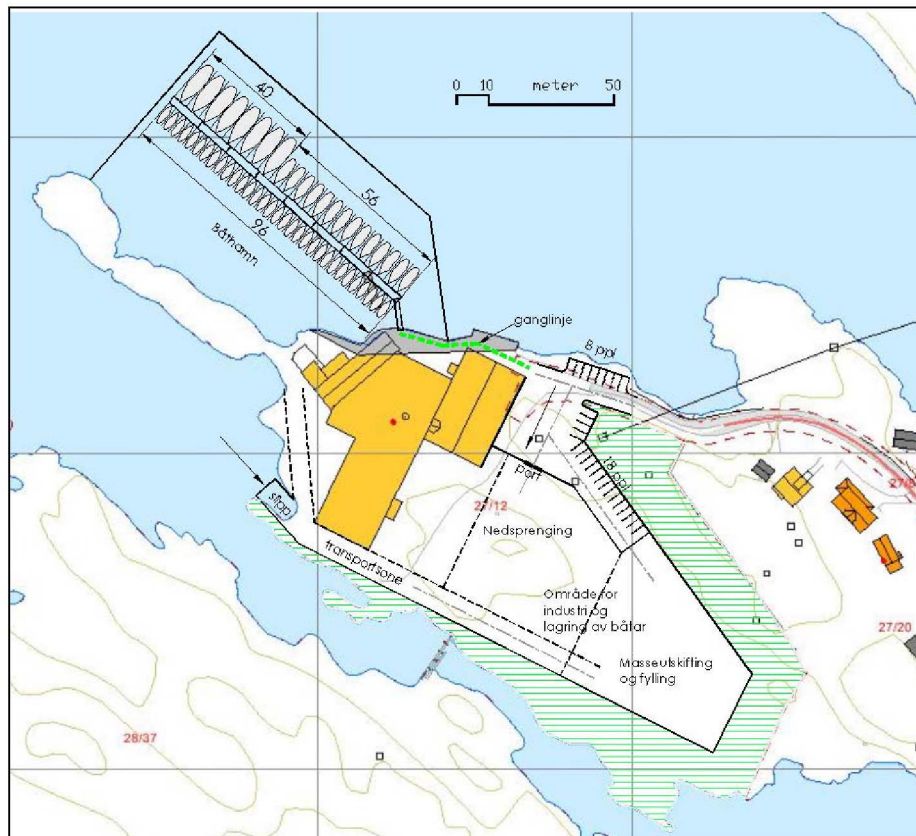 0 10 meter 50
40
56
96
Båthamn
ganglinje
8 ppl
18 ppl
port
27/12
Nedsprenging
slipp
transportsone
Område for
industri og
lagring av båtar
Masseutskifting
og fylling
27/20
28/37